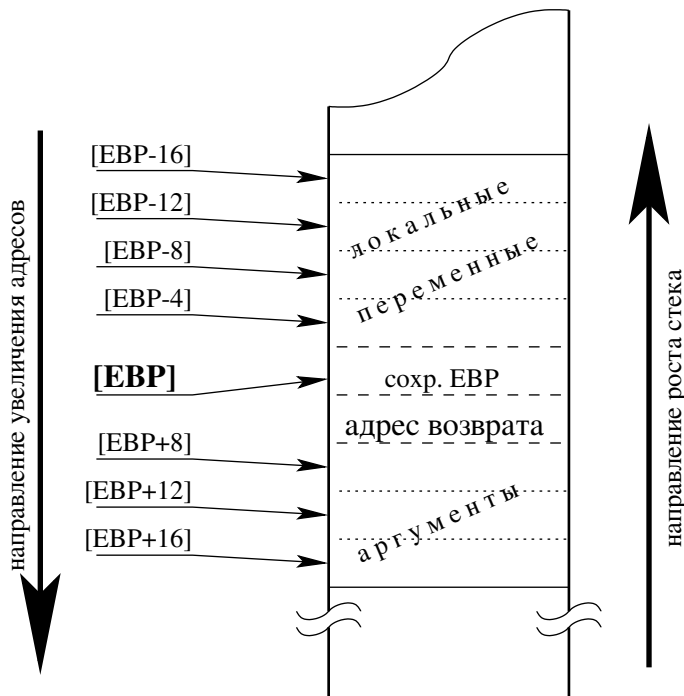 [EBP-16]
[EBP-12]
[EBP-8]
[EBP-4]
[EBP]
[EBP+8]
[EBP+12]
[EBP+16]
локальные
переменные
сохр. EBP
адрес возврата
аргументы
направление увеличения адресов
направление роста стека